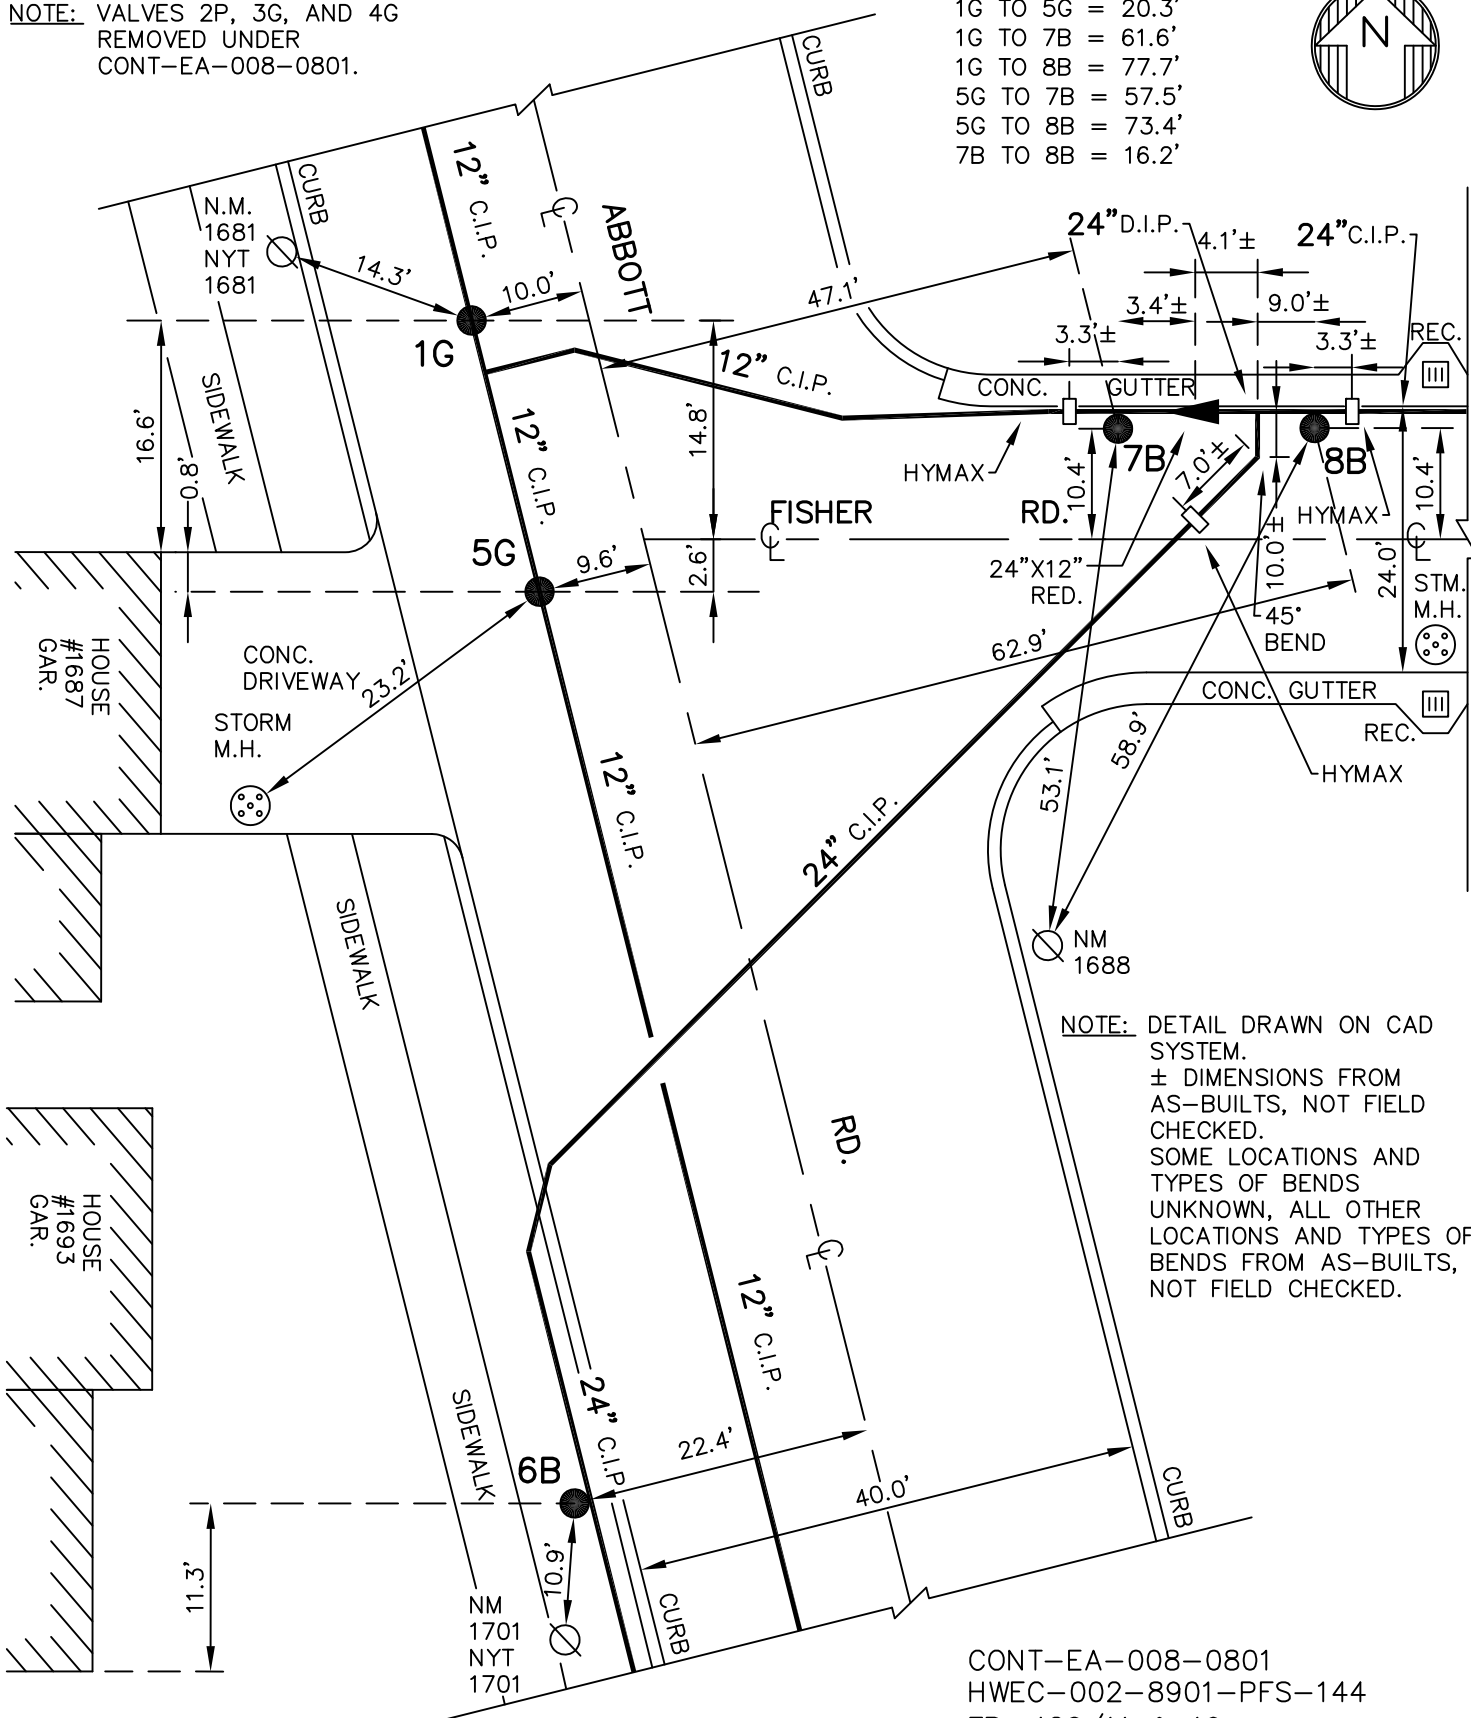 NOTE: VALVES 2P, 3G, AND 4G
REMOVED UNDER
CONT-EA-008-0801.
1G TO 5G = 20.3'
1G TO 7B = 61.6'
1G TO 8B = 77.7'
5G TO 7B = 57.5'
5G TO 8B = 73.4'
7B TO 8B = 16.2'
N
CURB
CURB
12" C.I.P.
N.M.
1681
NYT
1681
14.3'
10.0'
℄
ABBOTT
47.1'
24" D.I.P.
4.1'±
24" C.I.P.
3.4'±
9.0'±
3.3'±
3.3'±
REC.
1G
12" C.I.P.
CONC. GUTTER
SIDEWALK
16.6'
0.8'
12" C.I.P.
14.8'
HYMAX
10.4'
7B
7.0'±
8B
10.4'
FISHER RD.
℄
HYMAX
℄
5G
9.6'
2.6'
24"X12"
RED.
10.0'±
24.0'
STM.
M.H.
45°
BEND
HOUSE
#1687
GAR.
CONC.
DRIVEWAY
23.2'
62.9'
STORM
M.H.
CONC. GUTTER
REC.
12" C.I.P.
53.1'
58.9'
HYMAX
24" C.I.P.
SIDEWALK
NM
1688
NOTE: DETAIL DRAWN ON CAD
SYSTEM.
± DIMENSIONS FROM
AS-BUILTS, NOT FIELD
CHECKED.
SOME LOCATIONS AND
TYPES OF BENDS
UNKNOWN, ALL OTHER
LOCATIONS AND TYPES OF
BENDS FROM AS-BUILTS,
NOT FIELD CHECKED.
RD.
HOUSE
#1693
GAR.
℄
12" C.I.P.
24" C.I.P.
SIDEWALK
6B
22.4'
40.0'
CURB
11.3'
10.9'
NM
1701
NYT
1701
CURB
CONT-EA-008-0801
HWEC-002-8901-PFS-144